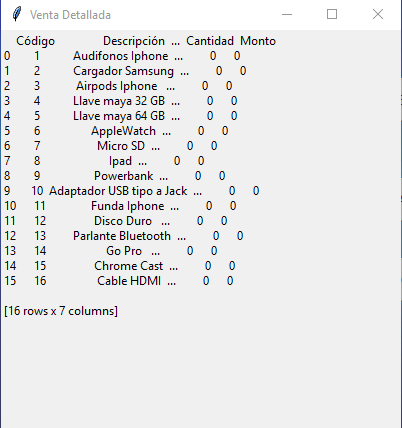 Venta Detallada
Código Descripción ... Cantidad Monto
0 1 Audifonos Iphone ... 0 0
1 2 Cargador Samsung ... 0 0
2 3 Airpods Iphone ... 0 0
3 4 Llave maya 32 GB ... 0 0
4 5 Llave maya 64 GB ... 0 0
5 6 AppleWatch ... 0 0
6 7 Micro SD ... 0 0
7 8 Ipad ... 0 0
8 9 Powerbank ... 0 0
9 10 Adaptador USB tipo a Jack ... 0 0
10 11 Funda Iphone ... 0 0
11 12 Disco Duro ... 0 0
12 13 Parlante Bluetooth ... 0 0
13 14 Go Pro ... 0 0
14 15 Chrome Cast ... 0 0
15 16 Cable HDMI ... 0 0
[16 rows x 7 columns]